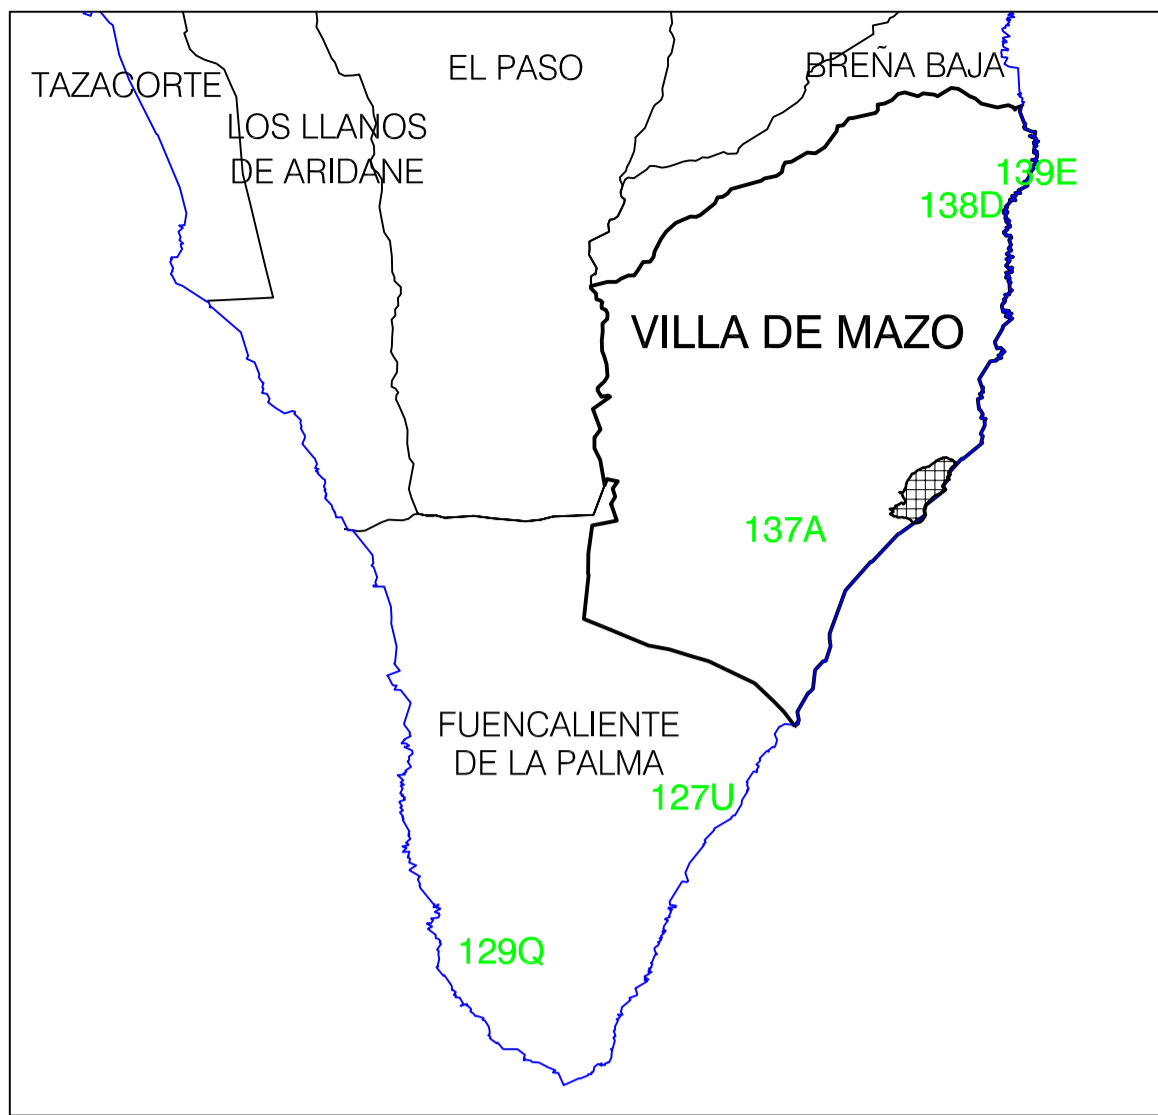 EL PASO
BREÑA BAJA
TAZACORTE
LOS LLANOS
DE ARIDANE
139E
138D
VILLA DE MAZO
137A
FUENCALIENTE
DE LA PALMA
127U
129Q